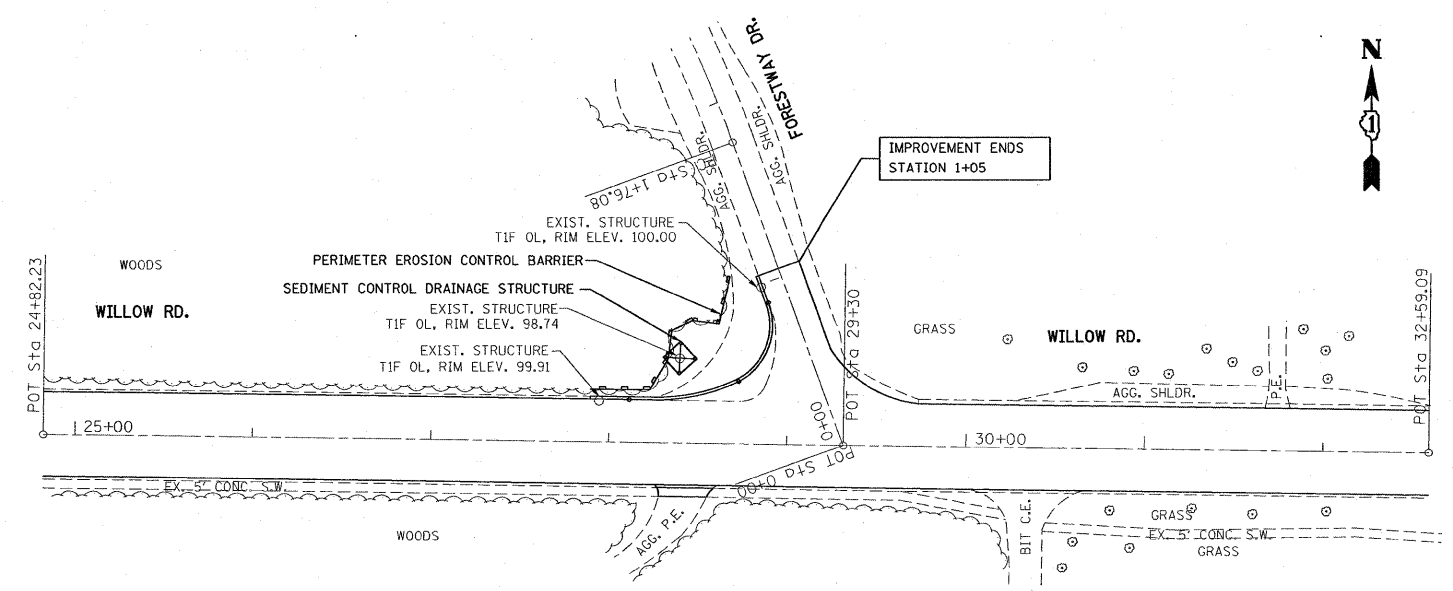 FORESTWAY DR.
AGG. SHLDR.
AGG. SHLDR.
Sta 1+76.08
N
1
IMPROVEMENT ENDS
STATION 1+05
EXIST. STRUCTURE
T1F OL, RIM ELEV. 100.00
PERIMETER EROSION CONTROL BARRIER
SEDIMENT CONTROL DRAINAGE STRUCTURE
EXIST. STRUCTURE
T1F OL, RIM ELEV. 98.74
EXIST. STRUCTURE
T1F OL, RIM ELEV. 99.91
WOODS
WILLOW RD.
POT Sta 24+82.23
POT Sta 29+30
GRASS
WILLOW RD.
AGG. SHLDR.
P.E.
POT Sta 32+59.09
25+00
0+00
30+00
POT Sta 0+00
EX. 5' CONC. S.W.
WOODS
AGG. P.E.
BIT C.E.
GRASS
EX. 5' CONC. S.W.
GRASS